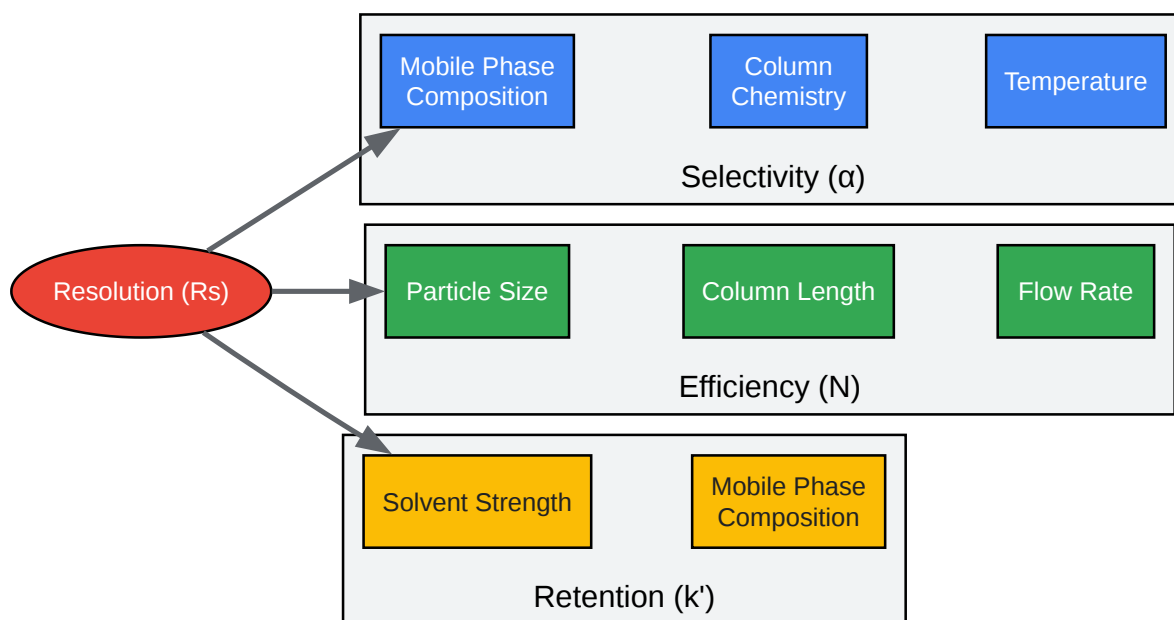 Mobile Phase
Composition
Column
Chemistry
Temperature
Selectivity (α)
Resolution (Rs)
Particle Size
Column Length
Flow Rate
Efficiency (N)
Solvent Strength
Mobile Phase
Composition
Retention (k')